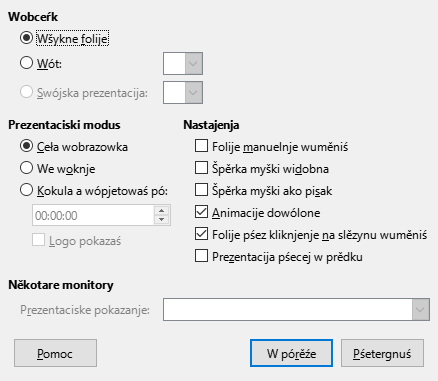 Wobceŕk
Wšykne folije
Wót:
Swójska prezentacija:
Prezentaciski modus
Nastajenja
Ceła wobrazowka
We woknje
Kokula a wópjetowaś pó:
00:00:00
Logo pokazaś
Folije manuelnje wuměniś
Špěrka myški widobna
Špěrka myški ako pisak
Animacije dowólone
Folije pśez kliknjenje na slězynu wuměniś
Prezentacija pśecej w prědku
Někotare monitory
Prezentaciske pokazanje:
Pomoc
W pórěźe
Pśetergnuś